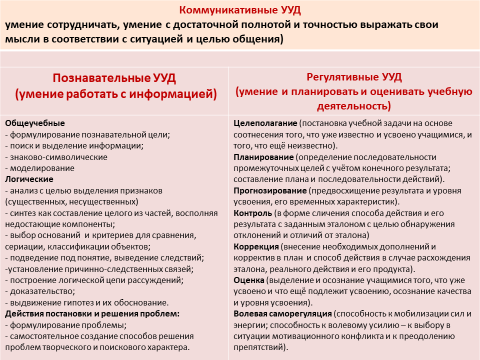 Коммуникативные УУД
умение сотрудничать, умение с достаточной полнотой и точностью выражать свои
мысли в соответствии с ситуацией и целью общения)
Познавательные УУД
(умение работать с информацией)
Общеучебные
- формулирование познавательной цели;
- поиск и выделение информации;
- знаково-символические
- моделирование
Логические
- анализ с целью выделения признаков
(существенных, несущественных)
- синтез как составление целого из частей, восполняя
недостающие компоненты;
- выбор оснований и критериев для сравнения,
сериации, классификации объектов;
- подведение под понятие, выведение следствий;
-установление причинно-следственных связей;
- построение логической цепи рассуждений;
- доказательство;
- выдвижение гипотез и их обоснование.
Действия постановки и решения проблем:
- формулирование проблемы;
- самостоятельное создание способов решения
проблем творческого и поискового характера.
Регулятивные УУД
(умение и планировать и оценивать учебную
деятельность)
Целеполагание (постановка учебной задачи на основе
соотнесения того, что уже известно и усвоено учащимися, и
того, что ещё неизвестно).
Планирование (определение последовательности
промежуточных целей с учётом конечного результата;
составление плана и последовательности действий).
Прогнозирование (предвосхищение результата и уровня
усвоения, его временных характеристик).
Контроль (в форме сличения способа действия и его
результата с заданным эталоном с целью обнаружения
отклонений и отличий от эталона)
Коррекция (внесение необходимых дополнений и
корректив в план и способ действия в случае расхождения
эталона, реального действия и его продукта).
Оценка (выделение и осознание учащимися того, что уже
усвоено и что ещё подлежит усвоению, осознание качества
и уровня усвоения).
Волевая саморегуляция (способность к мобилизации сил и
энергии; способность к волевому усилию – к выбору в
ситуации мотивационного конфликта и к преодолению
препятствий).